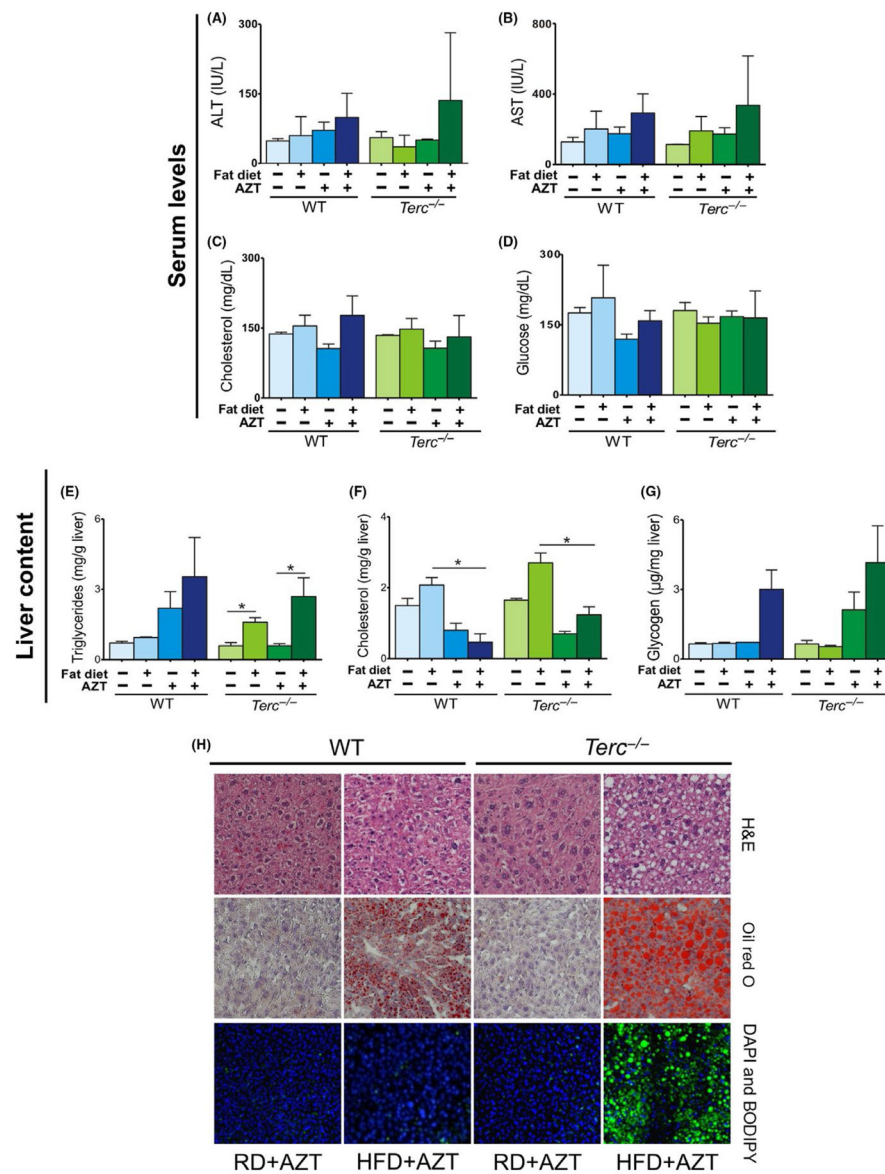 Serum levels
(A)
ALT (IU/L)
300
150
0
Fat diet − + − + − + − +
AZT − − + + − − + +
WT Terc−/−
(B)
AST (IU/L)
800
400
0
Fat diet − + − + − + − +
AZT − − + + − − + +
WT Terc−/−
(C)
Cholesterol (mg/dL)
300
150
0
Fat diet − + − + − + − +
AZT − − + + − − + +
WT Terc−/−
(D)
Glucose (mg/dL)
300
150
0
Fat diet − + − + − + − +
AZT − − + + − − + +
WT Terc−/−
Liver content
(E)
Triglycerides (mg/g liver)
6
3
0
* *
Fat diet − + − + − + − +
AZT − − + + − − + +
WT Terc−/−
(F)
Cholesterol (mg/g liver)
4
2
0
* *
Fat diet − + − + − + − +
AZT − − + + − − + +
WT Terc−/−
(G)
Glycogen (µg/mg liver)
6
3
0
Fat diet − + − + − + − +
AZT − − + + − − + +
WT Terc−/−
(H)
WT Terc−/−
H&E
Oil red O
DAPI and BODIPY
RD+AZT HFD+AZT RD+AZT HFD+AZT